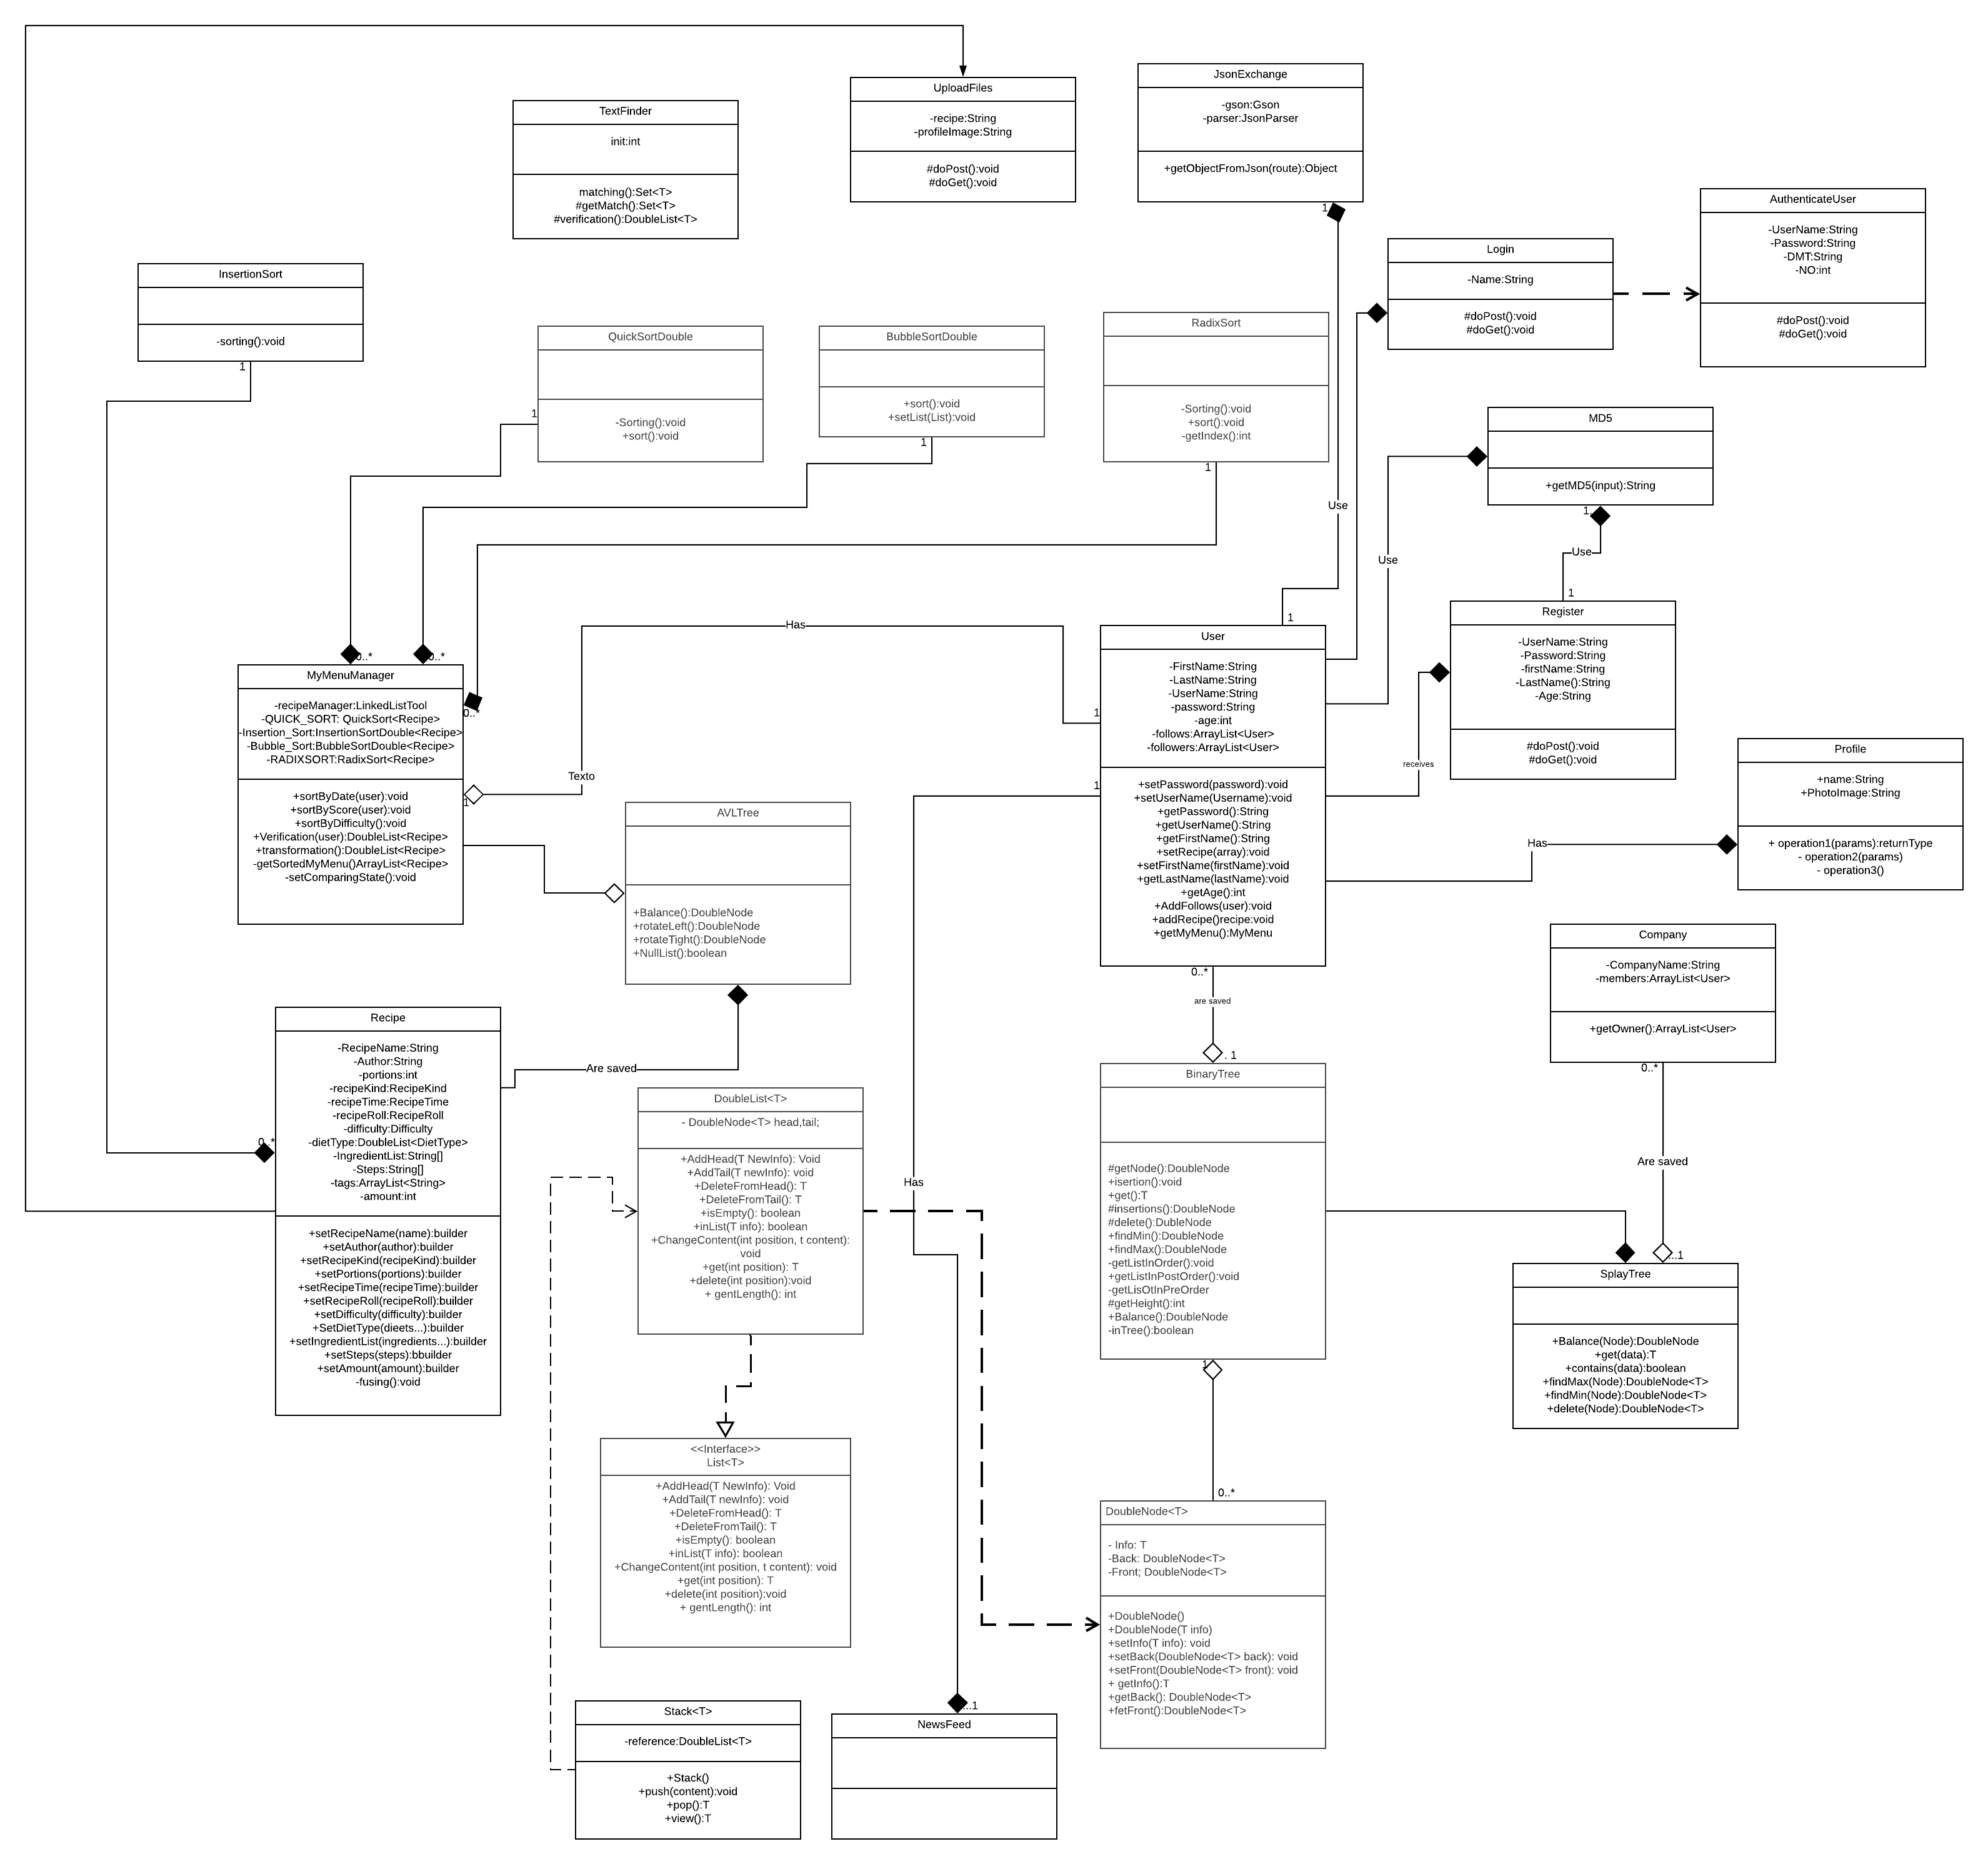 UploadFiles
-recipe:String
-profileImage:String
#doPost():void
#doGet():void
JsonExchange
-gson:Gson
-parser:JsonParser
+getObjectFromJson(route):Object
1
TextFinder
init:int
matching():Set<T>
#getMatch():Set<T>
#verification():DoubleList<T>
AuthenticateUser
-UserName:String
-Password:String
-DMT:String
-NO:int
#doPost():void
#doGet():void
Login
-Name:String
#doPost():void
#doGet():void
InsertionSort
-sorting():void
1
QuickSortDouble
-Sorting():void
+sort():void
1
BubbleSortDouble
+sort():void
+setList(List):void
1
RadixSort
-Sorting():void
+sort():void
-getIndex():int
1
MD5
+getMD5(input):String
1..
Use
Use
Use
1
Register
-UserName:String
-Password:String
-firstName:String
-LastName():String
-Age:String
#doPost():void
#doGet():void
Has
1
User
-FirstName:String
-LastName:String
-UserName:String
-password:String
-age:int
-follows:ArrayList<User>
-followers:ArrayList<User>
+setPassword(password):void
+setUserName(Username):void
+getPassword():String
+getUserName():String
+getFirstName():String
+setRecipe(array):void
+setFirstName(firstName):void
+getLastName(lastName):void
+getAge():int
+AddFollows(user):void
+addRecipe()recipe:void
+getMyMenu():MyMenu
1
1
receives
0..*
0..*
MyMenuManager
-recipeManager:LinkedListTool
-QUICK_SORT: QuickSort<Recipe>
-Insertion_Sort:InsertionSortDouble<Recipe>
-Bubble_Sort:BubbleSortDouble<Recipe>
-RADIXSORT:RadixSort<Recipe>
+sortByDate(user):void
+sortByScore(user):void
+sortByDifficulty():void
+Verification(user):DoubleList<Recipe>
+transformation():DoubleList<Recipe>
-getSortedMyMenu()ArrayList<Recipe>
-setComparingState():void
0..*
Texto
1
Profile
+name:String
+PhotoImage:String
+ operation1(params):returnType
- operation2(params)
- operation3()
Has
AVLTree
+Balance():DoubleNode
+rotateLeft():DoubleNode
+rotateTight():DoubleNode
+NullList():boolean
Company
-CompanyName:String
-members:ArrayList<User>
+getOwner():ArrayList<User>
0..*
Are saved
...1
0..*
are saved
. 1
Recipe
-RecipeName:String
-Author:String
-portions:int
-recipeKind:RecipeKind
-recipeTime:RecipeTime
-recipeRoll:RecipeRoll
-difficulty:Difficulty
-dietType:DoubleList<DietType>
-IngredientList:String[]
-Steps:String[]
-tags:ArrayList<String>
-amount:int
+setRecipeName(name):builder
+setAuthor(author):builder
+setRecipeKind(recipeKind):builder
+setPortions(portions):builder
+setRecipeTime(recipeTime):builder
+setRecipeRoll(recipeRoll):builder
+setDifficulty(difficulty):builder
+SetDietType(dieets...):builder
+setIngredientList(ingredients...):builder
+setSteps(steps):bbuilder
+setAmount(amount):builder
-fusing():void
0..*
Are saved
DoubleList<T>
- DoubleNode<T> head,tail;
+AddHead(T NewInfo): Void
+AddTail(T newInfo): void
+DeleteFromHead(): T
+DeleteFromTail(): T
+isEmpty(): boolean
+inList(T info): boolean
+ChangeContent(int position, t content):
void
+get(int position): T
+delete(int position):void
+ gentLength(): int
Has
BinaryTree
#getNode():DoubleNode
+isertion():void
+get():T
#insertions():DoubleNode
#delete():DubleNode
+findMin():DoubleNode
+findMax():DoubleNode
-getListInOrder():void
+getListInPostOrder():void
-getLisOtInPreOrder
#getHeight():int
+Balance():DoubleNode
-inTree():boolean
1
SplayTree
+Balance(Node):DoubleNode
+get(data):T
+contains(data):boolean
+findMax(Node):DoubleNode<T>
+findMin(Node):DoubleNode<T>
+delete(Node):DoubleNode<T>
<<Interface>>
List<T>
+AddHead(T NewInfo): Void
+AddTail(T newInfo): void
+DeleteFromHead(): T
+DeleteFromTail(): T
+isEmpty(): boolean
+inList(T info): boolean
+ChangeContent(int position, t content): void
+get(int position): T
+delete(int position):void
+ gentLength(): int
0..*
DoubleNode<T>
- Info: T
-Back: DoubleNode<T>
-Front; DoubleNode<T>
+DoubleNode()
+DoubleNode(T info)
+setInfo(T info): void
+setBack(DoubleNode<T> back): void
+setFront(DoubleNode<T> front): void
+ getInfo():T
+getBack(): DoubleNode<T>
+fetFront():DoubleNode<T>
Stack<T>
-reference:DoubleList<T>
+Stack()
+push(content):void
+pop():T
+view():T
...1
NewsFeed